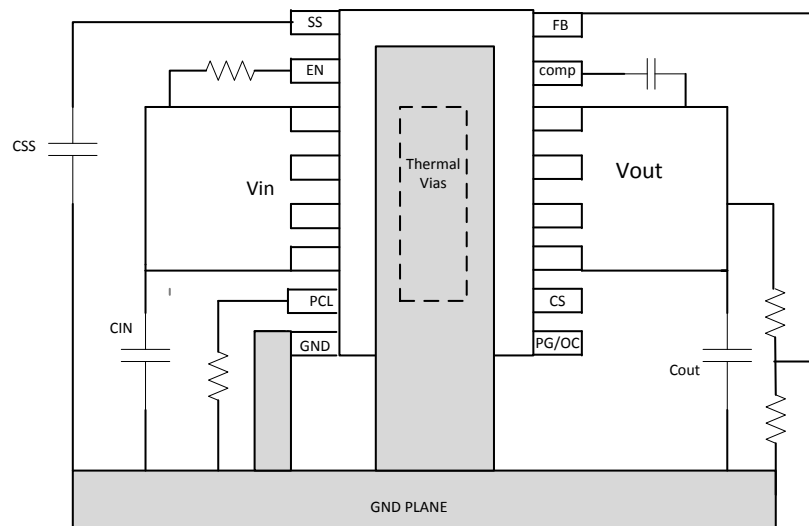 SS
FB
EN
comp
CSS
Thermal
Vias
Vin
Vout
PCL
CS
CIN
GND
PG/OC
Cout
GND PLANE